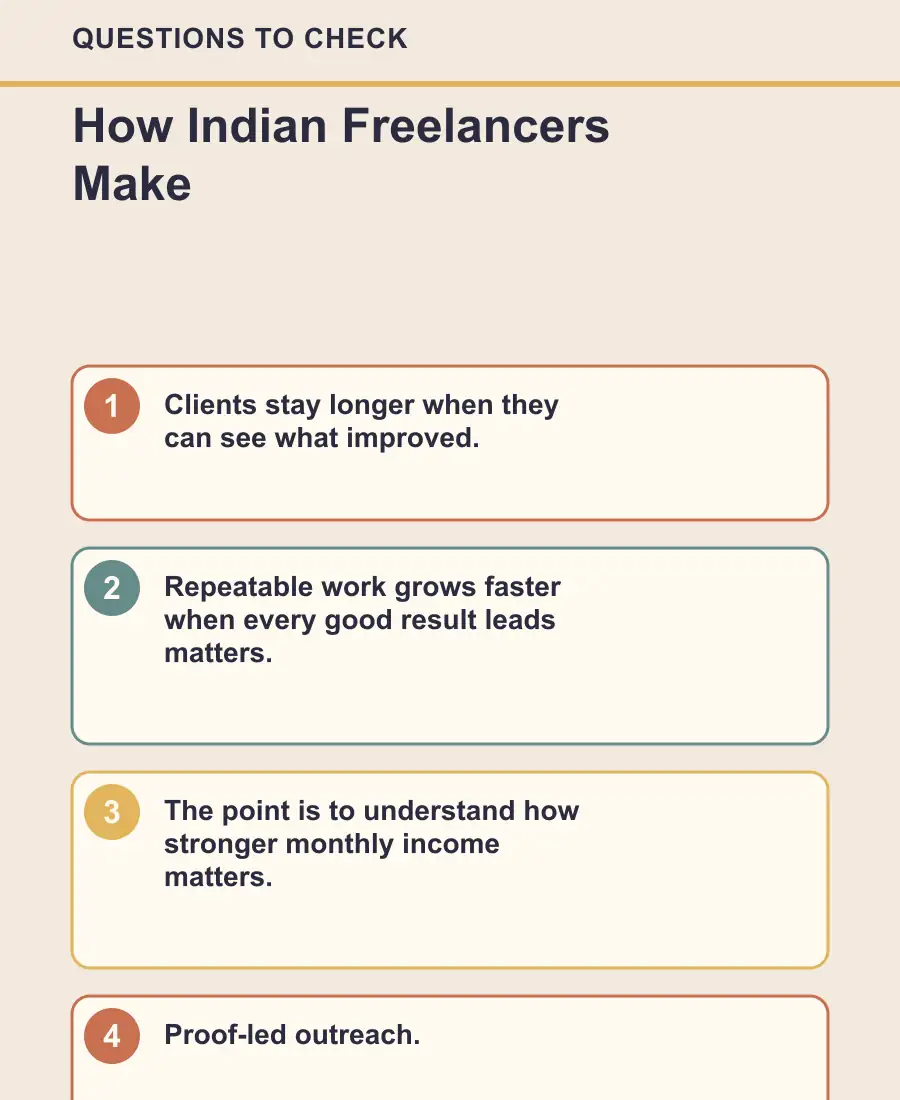 QUESTIONS TO CHECK
How Indian Freelancers
Make
1
Clients stay longer when they
can see what improved.
2
Repeatable work grows faster
when every good result leads
matters.
3
The point is to understand how
stronger monthly income
matters.
4
Proof-led outreach.